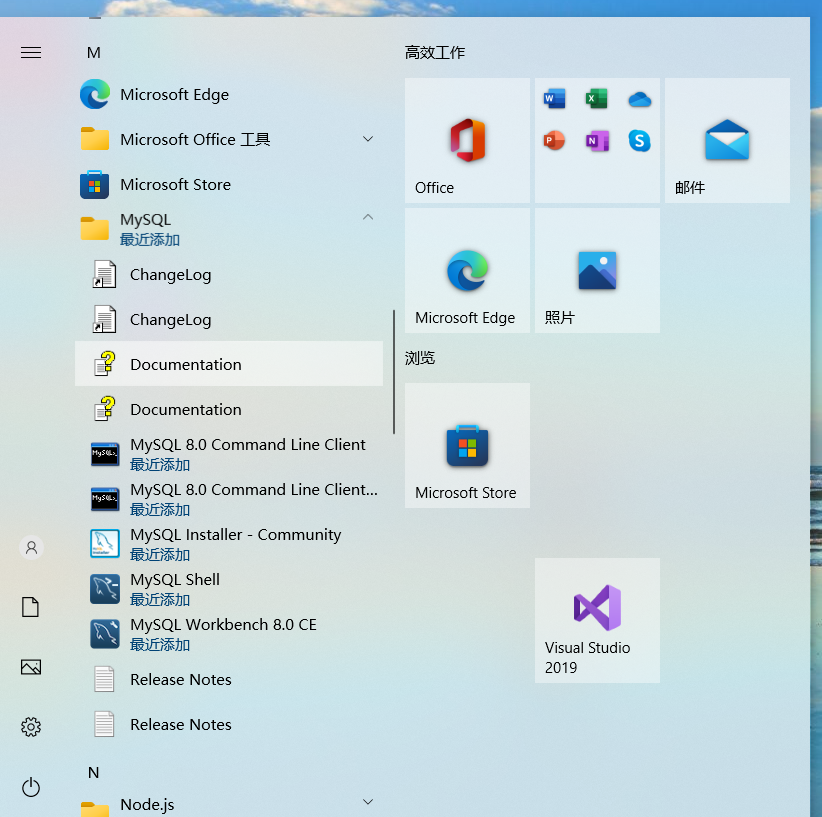 M
Microsoft Edge
Microsoft Office 工具
Microsoft Store
MySQL
最近添加
ChangeLog
ChangeLog
Documentation
Documentation
MySQL 8.0 Command Line Client
最近添加
MySQL 8.0 Command Line Client...
最近添加
MySQL Installer - Community
最近添加
MySQL Shell
最近添加
MySQL Workbench 8.0 CE
最近添加
Release Notes
Release Notes
N
Node.js
高效工作
Office
邮件
Microsoft Edge
照片
浏览
Microsoft Store
Visual Studio
2019